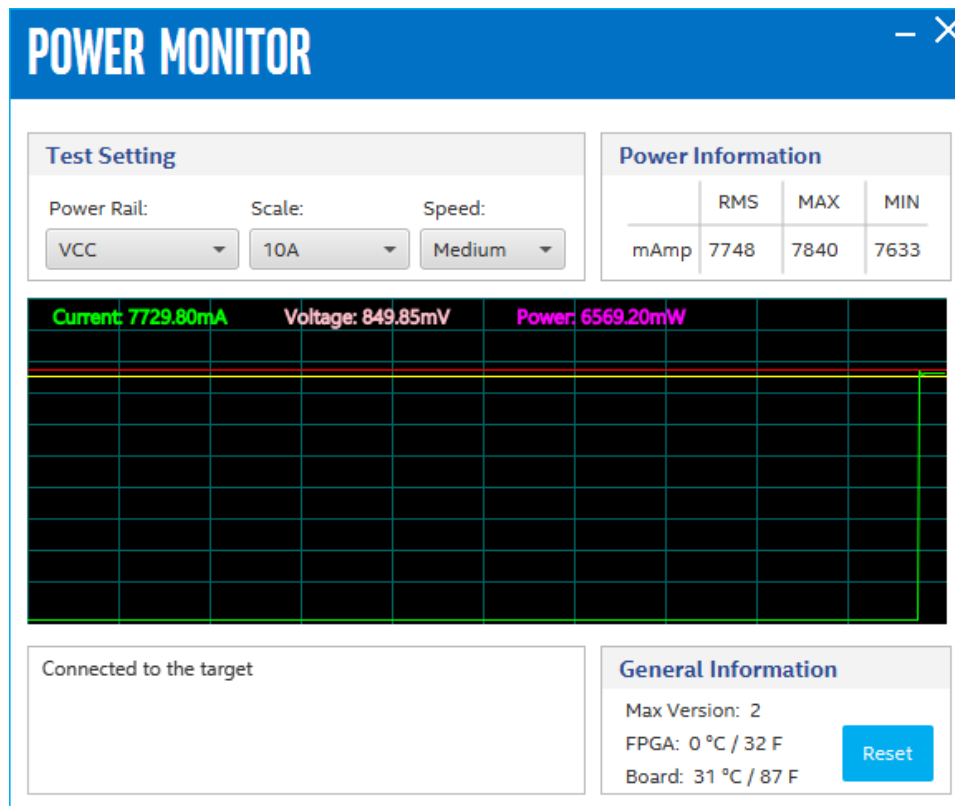 POWER MONITOR
Test Setting
Power Rail: Scale: Speed:
VCC 10A Medium
Power Information
RMS MAX MIN
mAmp 7748 7840 7633
Current: 7729.80mA Voltage: 849.85mV Power: 6569.20mW
Connected to the target
General Information
Max Version: 2
FPGA: 0 ºC / 32 F
Board: 31 ºC / 87 F
Reset